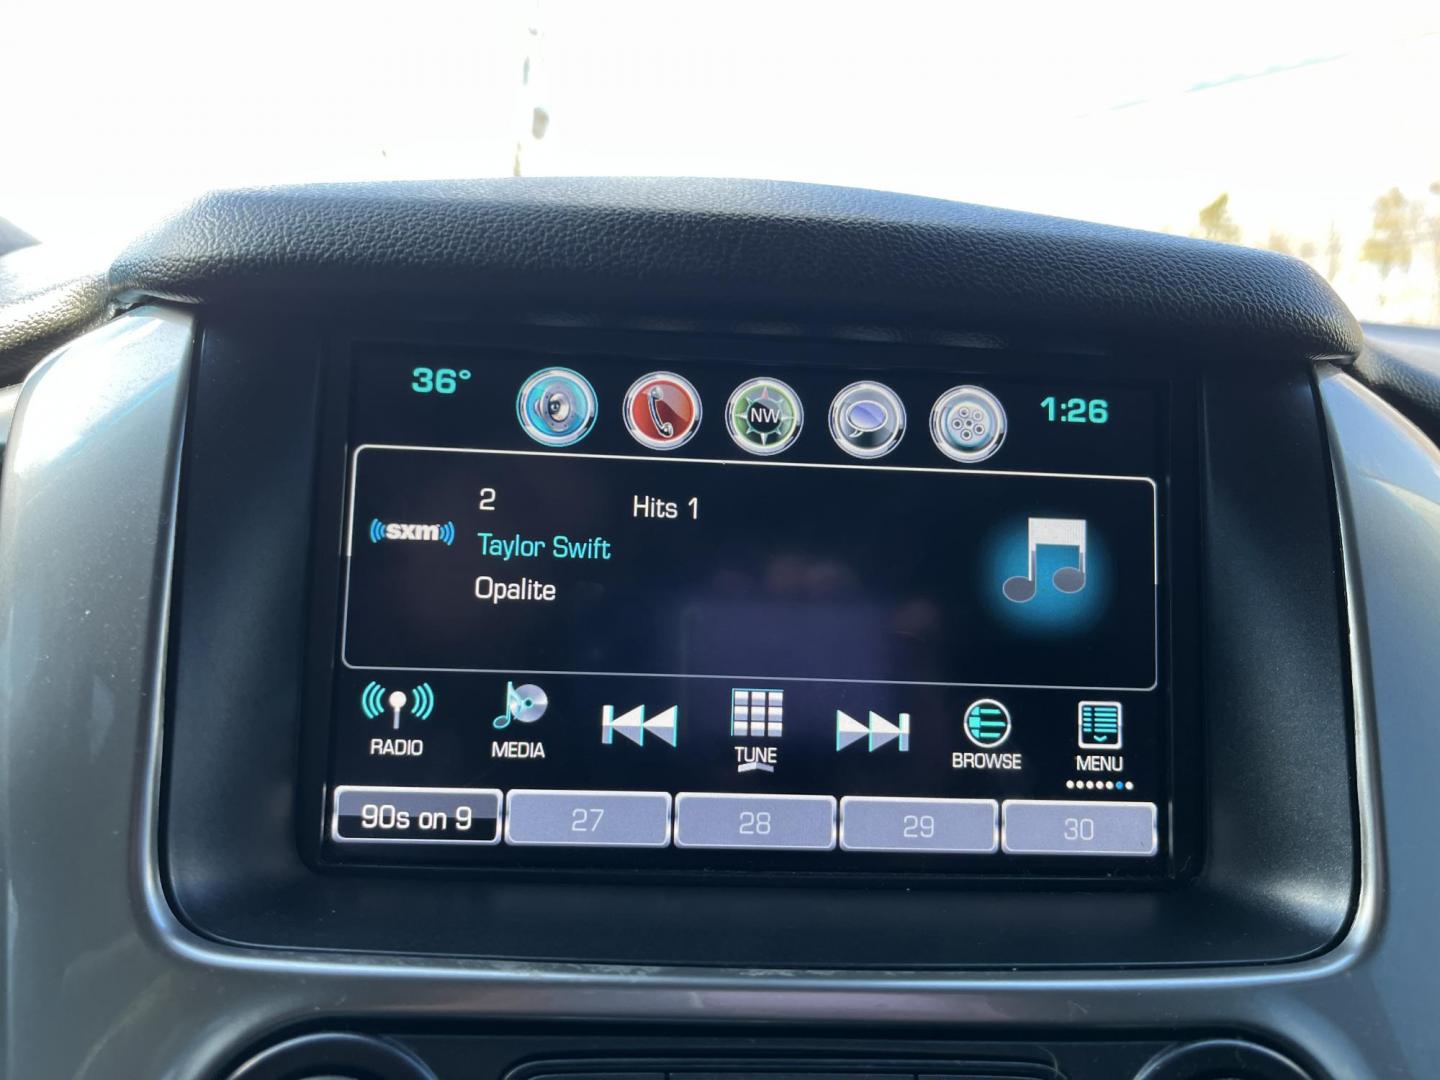 36° NW 1:26
2 Hits 1
((sxm))
Taylor Swift
Opalite
RADIO MEDIA TUNE BROWSE MENU
90s on 9 27 28 29 30